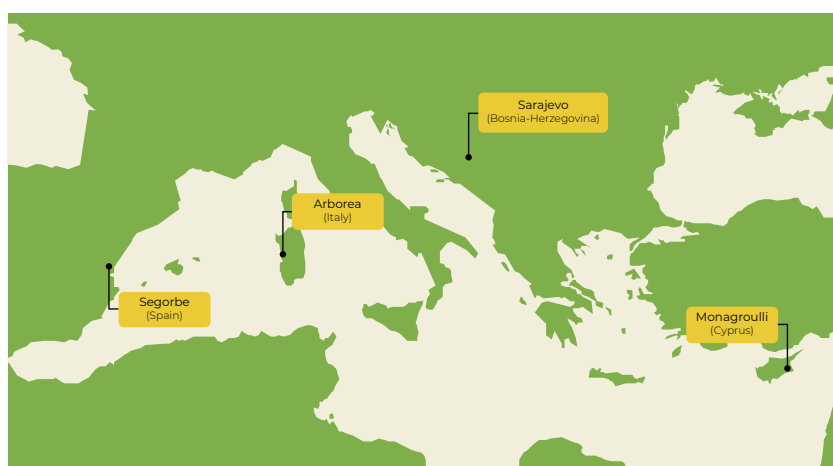 Sarajevo
(Bosnia-Herzegovina)
Arborea
(Italy)
Segorbe
(Spain)
Monagroulli
(Cyprus)